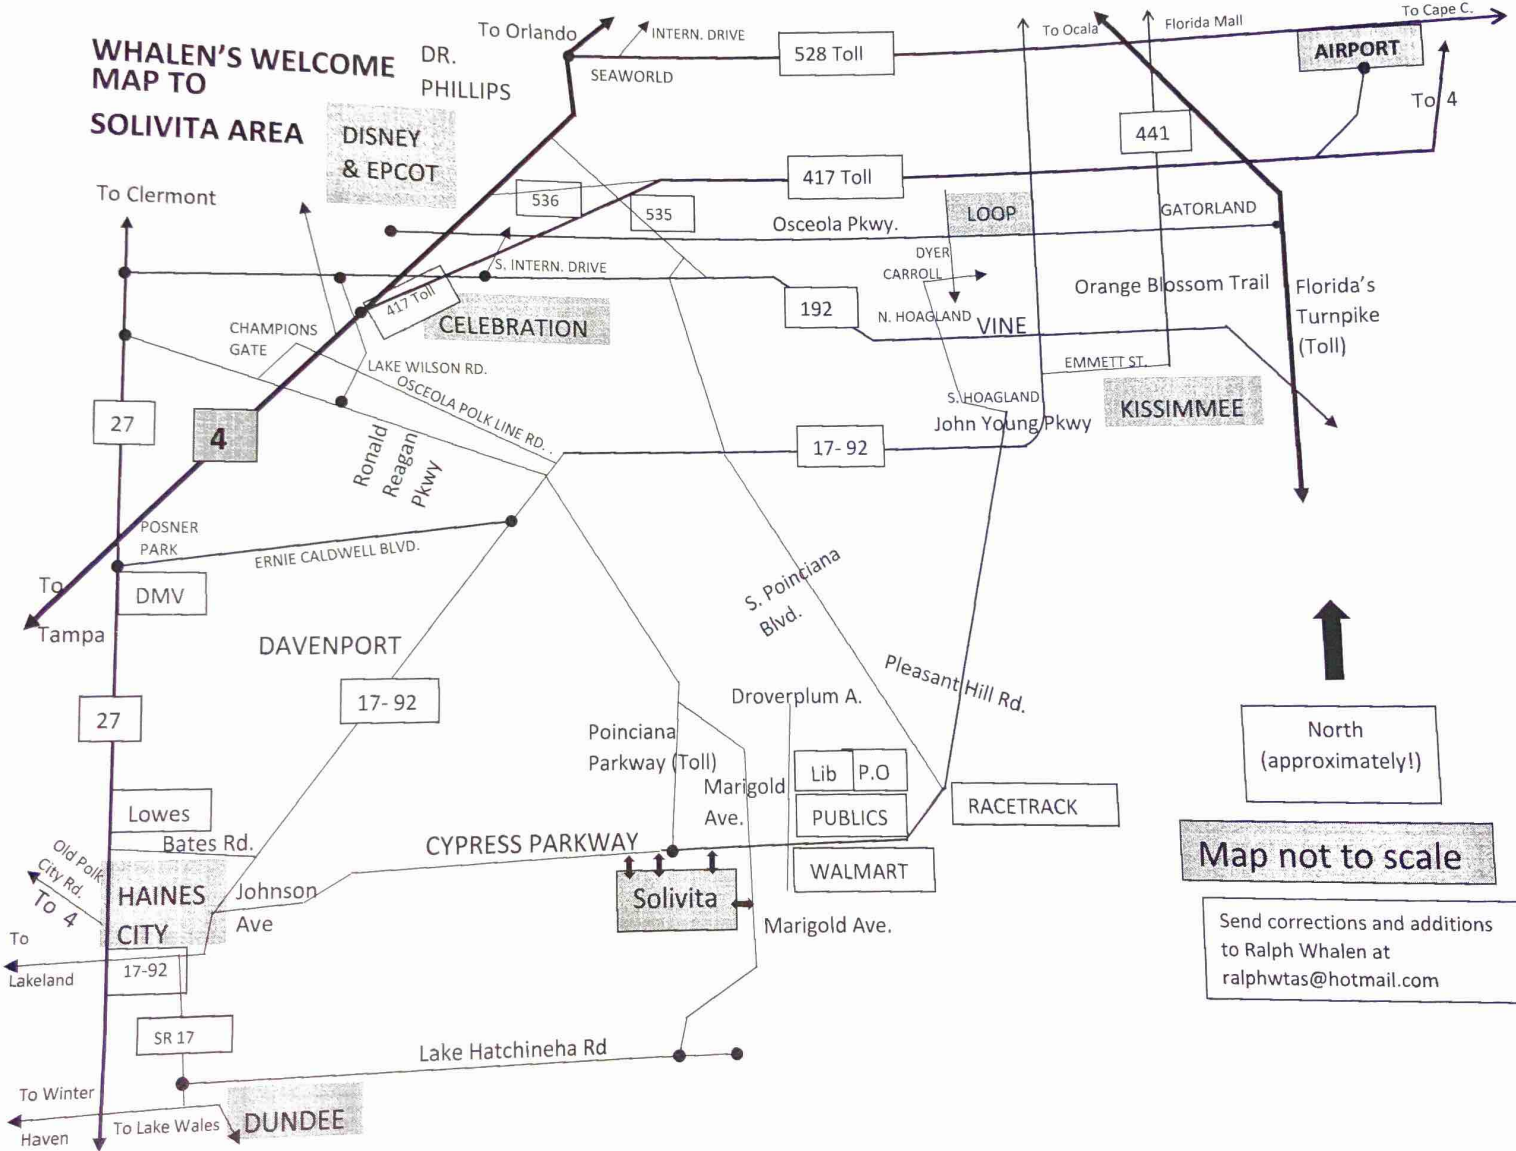 WHALEN'S WELCOME
MAP TO
SOLIVITA AREA
DR.
PHILLIPS
To Orlando
INTERN. DRIVE
SEAWORLD
528 Toll
To Ocala
Florida Mall
To Cape C.
AIRPORT
To 4
441
DISNEY
& EPCOT
To Clermont
536
535
417 Toll
Osceola Pkwy.
LOOP
GATORLAND
S. INTERN. DRIVE
417 Toll
CELEBRATION
DYER
CARROLL
N. HOAGLAND
VINE
192
Orange Blossom Trail
Florida's
Turnpike
(Toll)
CHAMPIONS
GATE
LAKE WILSON RD.
OSCEOLA POLK LINE RD. .
EMMETT ST.
S. HOAGLAND
John Young Pkwy
KISSIMMEE
27
4
Ronald
Reagan
Pkwy
17- 92
POSNER
PARK
ERNIE CALDWELL BLVD.
DMV
To
Tampa
S. Poinciana
Blvd.
DAVENPORT
17- 92
27
Pleasant Hill Rd.
Droverplum A.
Poinciana
Parkway (Toll)
Marigold
Ave.
Lib
P.O
PUBLICS
WALMART
RACETRACK
North
(approximately!)
Lowes
Bates Rd.
Old Polk
City Rd.
To 4
HAINES
CITY
Johnson
Ave
CYPRESS PARKWAY
Solivita
Marigold Ave.
Map not to scale
Send corrections and additions
to Ralph Whalen at
ralphwtas@hotmail.com
To
Lakeland
17-92
SR 17
Lake Hatchineha Rd
To Winter
Haven
To Lake Wales
DUNDEE